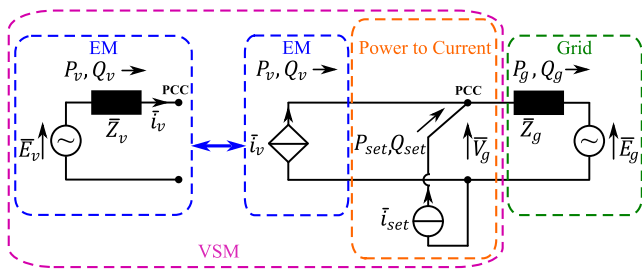 EM
EM
Power to Current
Grid
P̄_v, Q_v
PCC
Z̄_v
ī_v
Ē_v
~
P_v, Q_v
ī_v
PCC
P_set, Q_set
V̄_g
ī_set
P_g, Q_g
Z̄_g
~
Ē_g
VSM